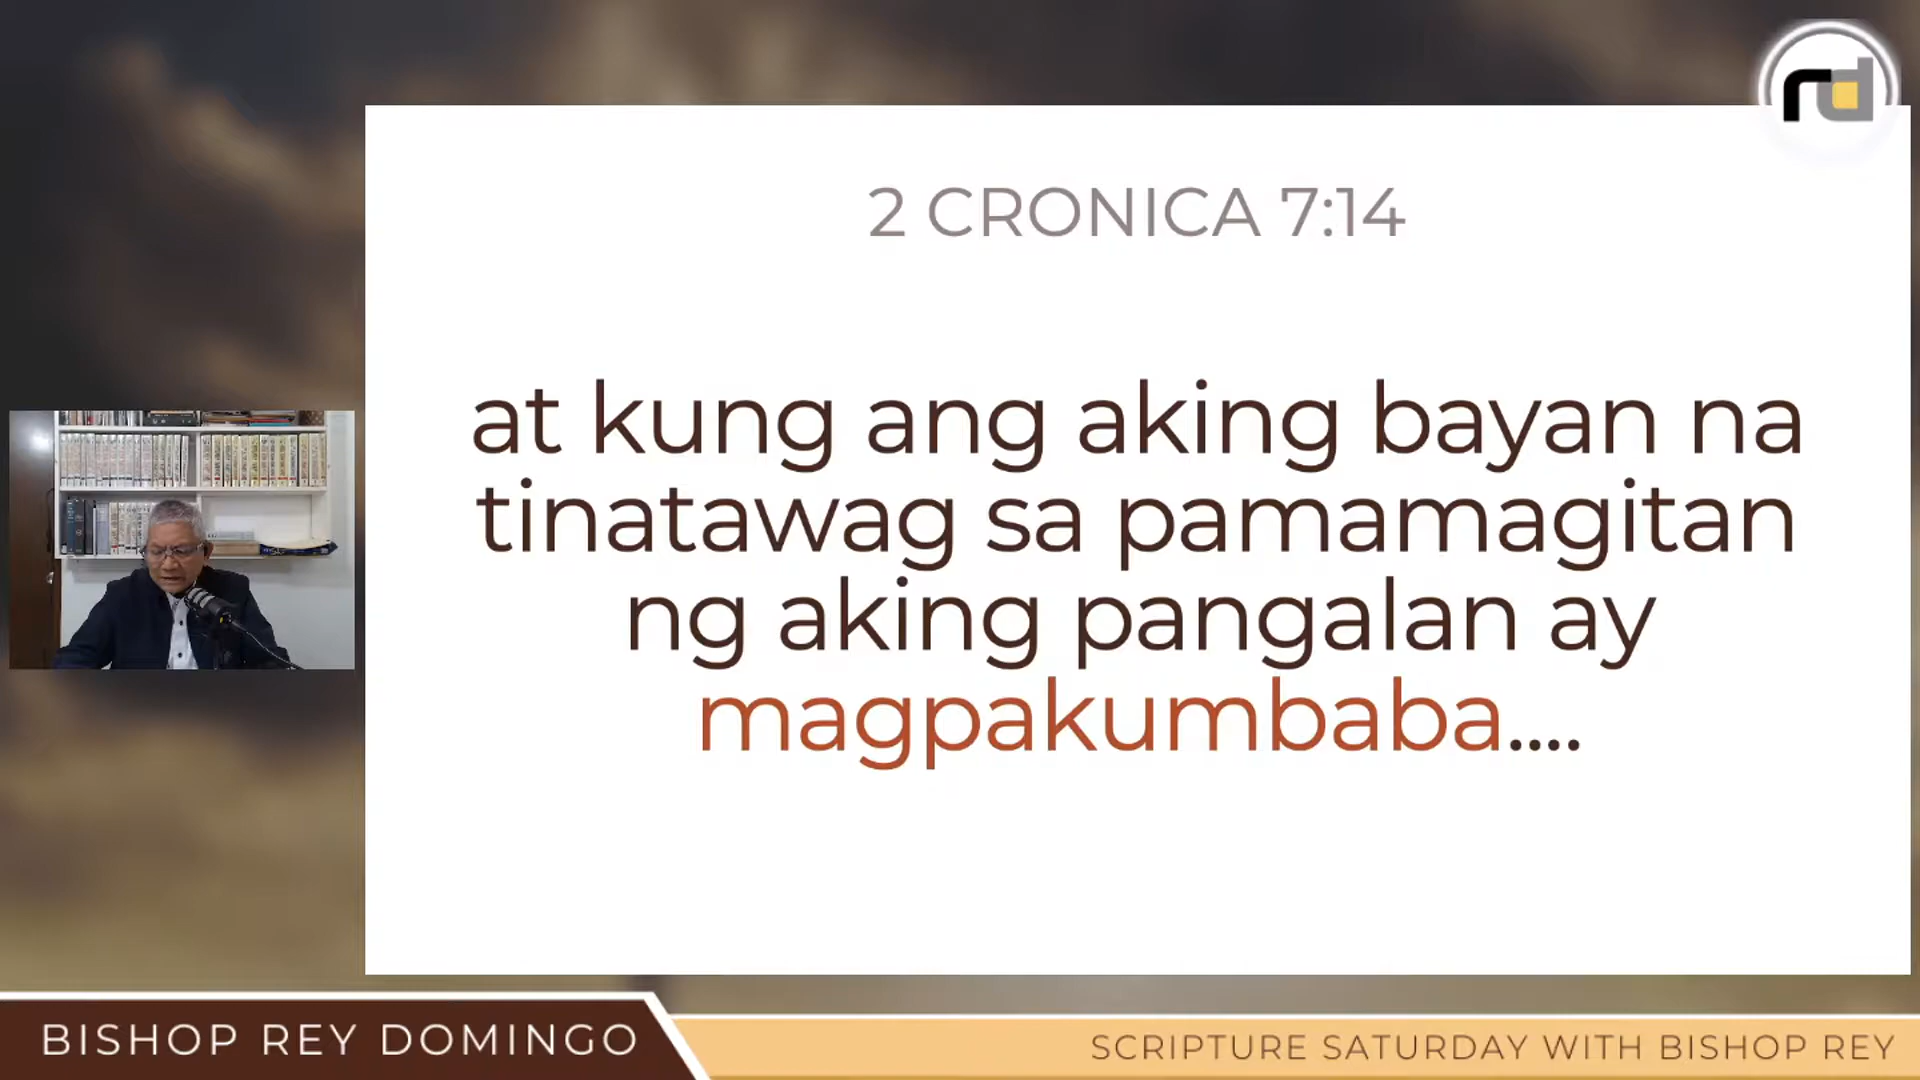 rd
2 CRONICA 7:14
at kung ang aking bayan na
tinatawag sa pamamagitan
ng aking pangalan ay
magpakumbaba....
BISHOP REY DOMINGO
SCRIPTURE SATURDAY WITH BISHOP REY